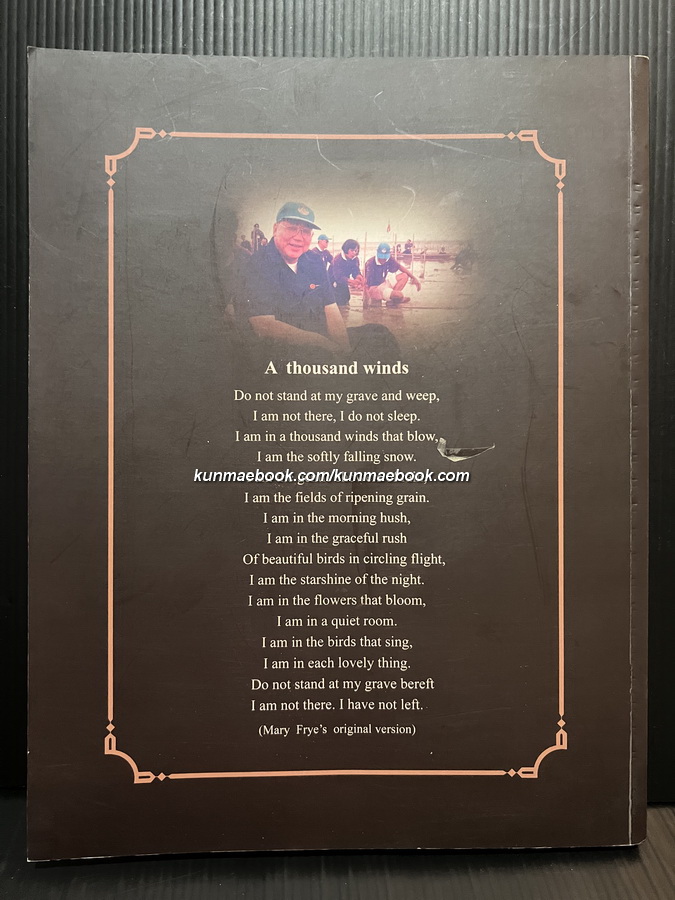 A thousand winds
Do not stand at my grave and weep,
I am not there, I do not sleep.
I am in a thousand winds that blow,
I am the softly falling snow.
kunmaebook.com/kunmaebook.com
I am the fields of ripening grain.
I am in the morning hush,
I am in the graceful rush
Of beautiful birds in circling flight,
I am the starshine of the night.
I am in the flowers that bloom,
I am in a quiet room.
I am in the birds that sing,
I am in each lovely thing.
Do not stand at my grave bereft
I am not there. I have not left.
(Mary Frye's original version)